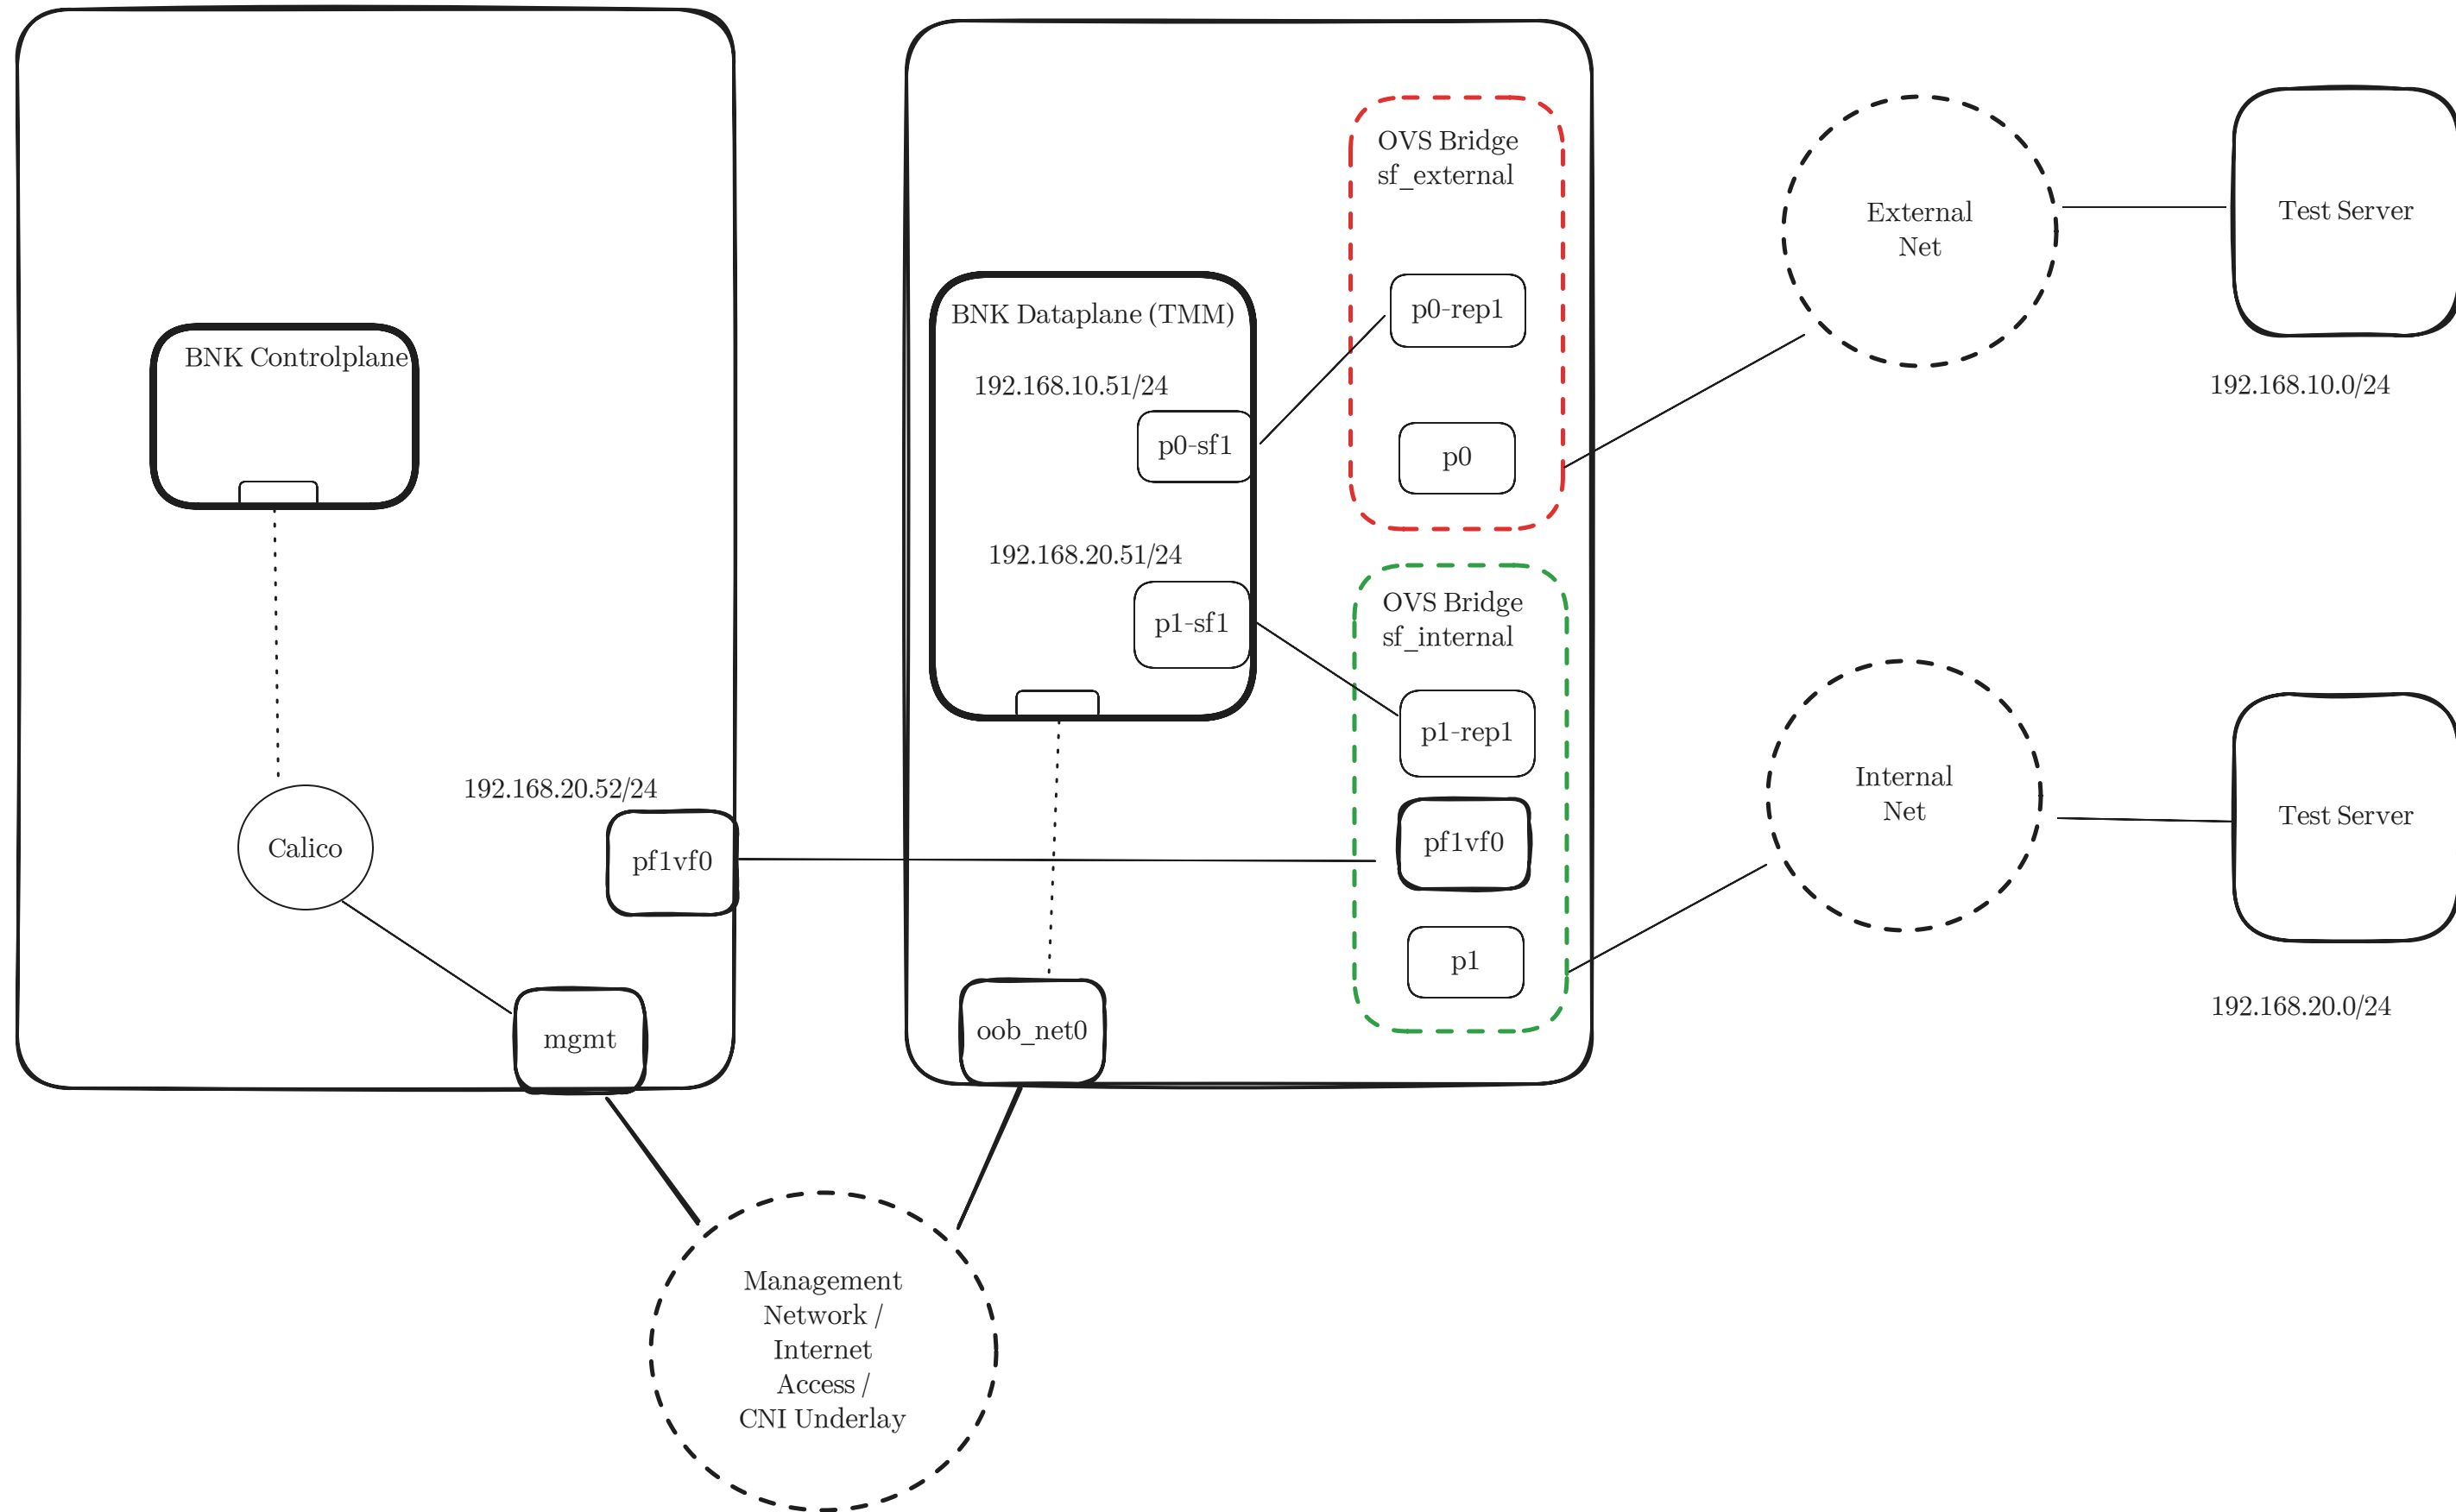 BNK Controlplane
Calico
192.168.20.52/24
pf1vf0
mgmt
BNK Dataplane (TMM)
192.168.10.51/24
p0-sf1
192.168.20.51/24
p1-sf1
oob_net0
OVS Bridge
sf_external
p0-rep1
p0
OVS Bridge
sf_internal
p1-rep1
pf1vf0
p1
External
Net
Test Server
192.168.10.0/24
Internal
Net
Test Server
192.168.20.0/24
Management
Network /
Internet
Access /
CNI Underlay